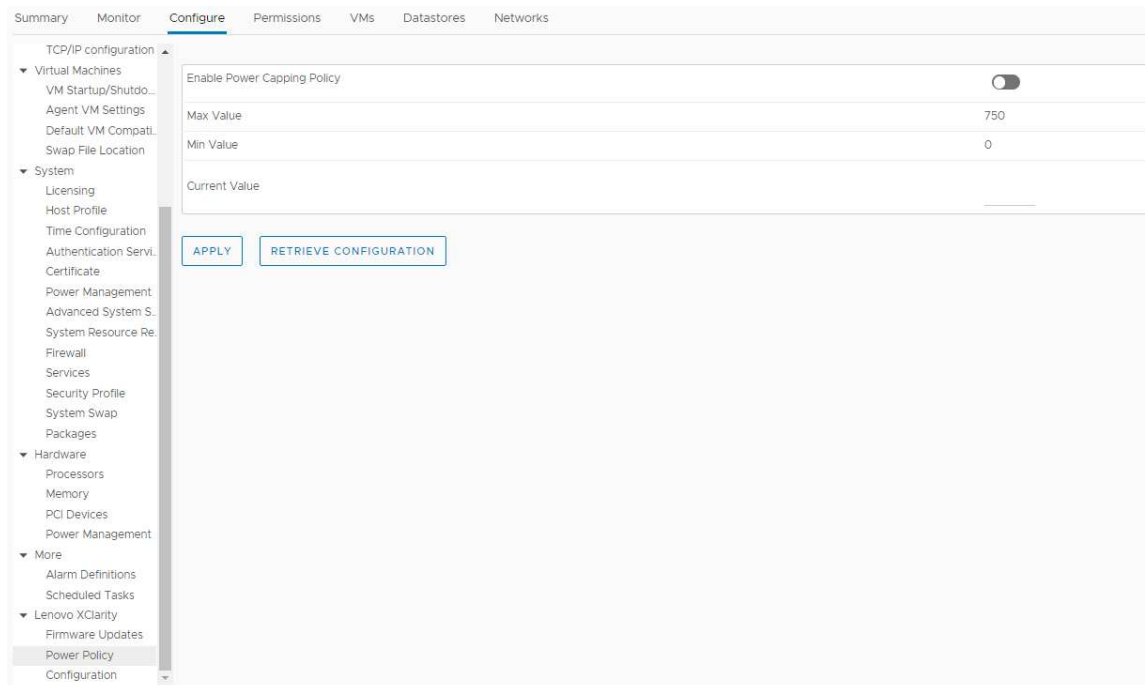 Summary Monitor Configure Permissions VMs Datastores Networks
TCP/IP configuration
Virtual Machines
VM Startup/Shutdo...
Agent VM Settings
Default VM Compati..
Swap File Location
System
Licensing
Host Profile
Time Configuration
Authentication Servi..
Certificate
Power Management
Advanced System S..
System Resource Re..
Firewall
Services
Security Profile
System Swap
Packages
Hardware
Processors
Memory
PCI Devices
Power Management
More
Alarm Definitions
Scheduled Tasks
Lenovo XClarity
Firmware Updates
Power Policy
Configuration
Enable Power Capping Policy
Max Value 750
Min Value 0
Current Value
APPLY RETRIEVE CONFIGURATION